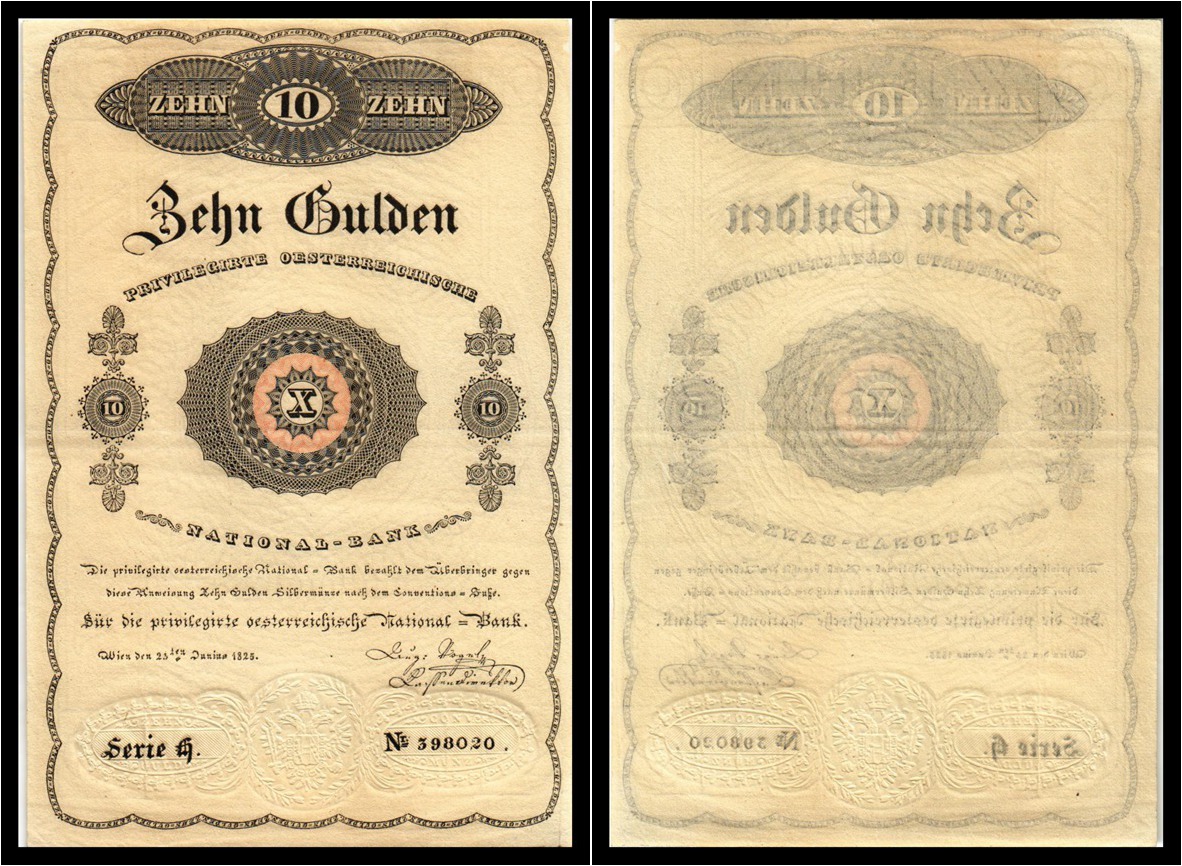 ZEHN 10 ZEHN
Zehn Gulden
PRIVILEGIRTE OESTERREICHISCHE
10 X 10
NATIONAL-BANK
Die privilegirte oesterreichische National = Bank bezahlt dem Überbringer gegen
diese Anweisung Zehn Gulden Silbermünze nach dem Conventions = Fuße.
Für die privilegirte oesterreichische National = Bank.
Wien den 23ten Junius 1825.
Kassendirektor
Serie H.
No 398020.